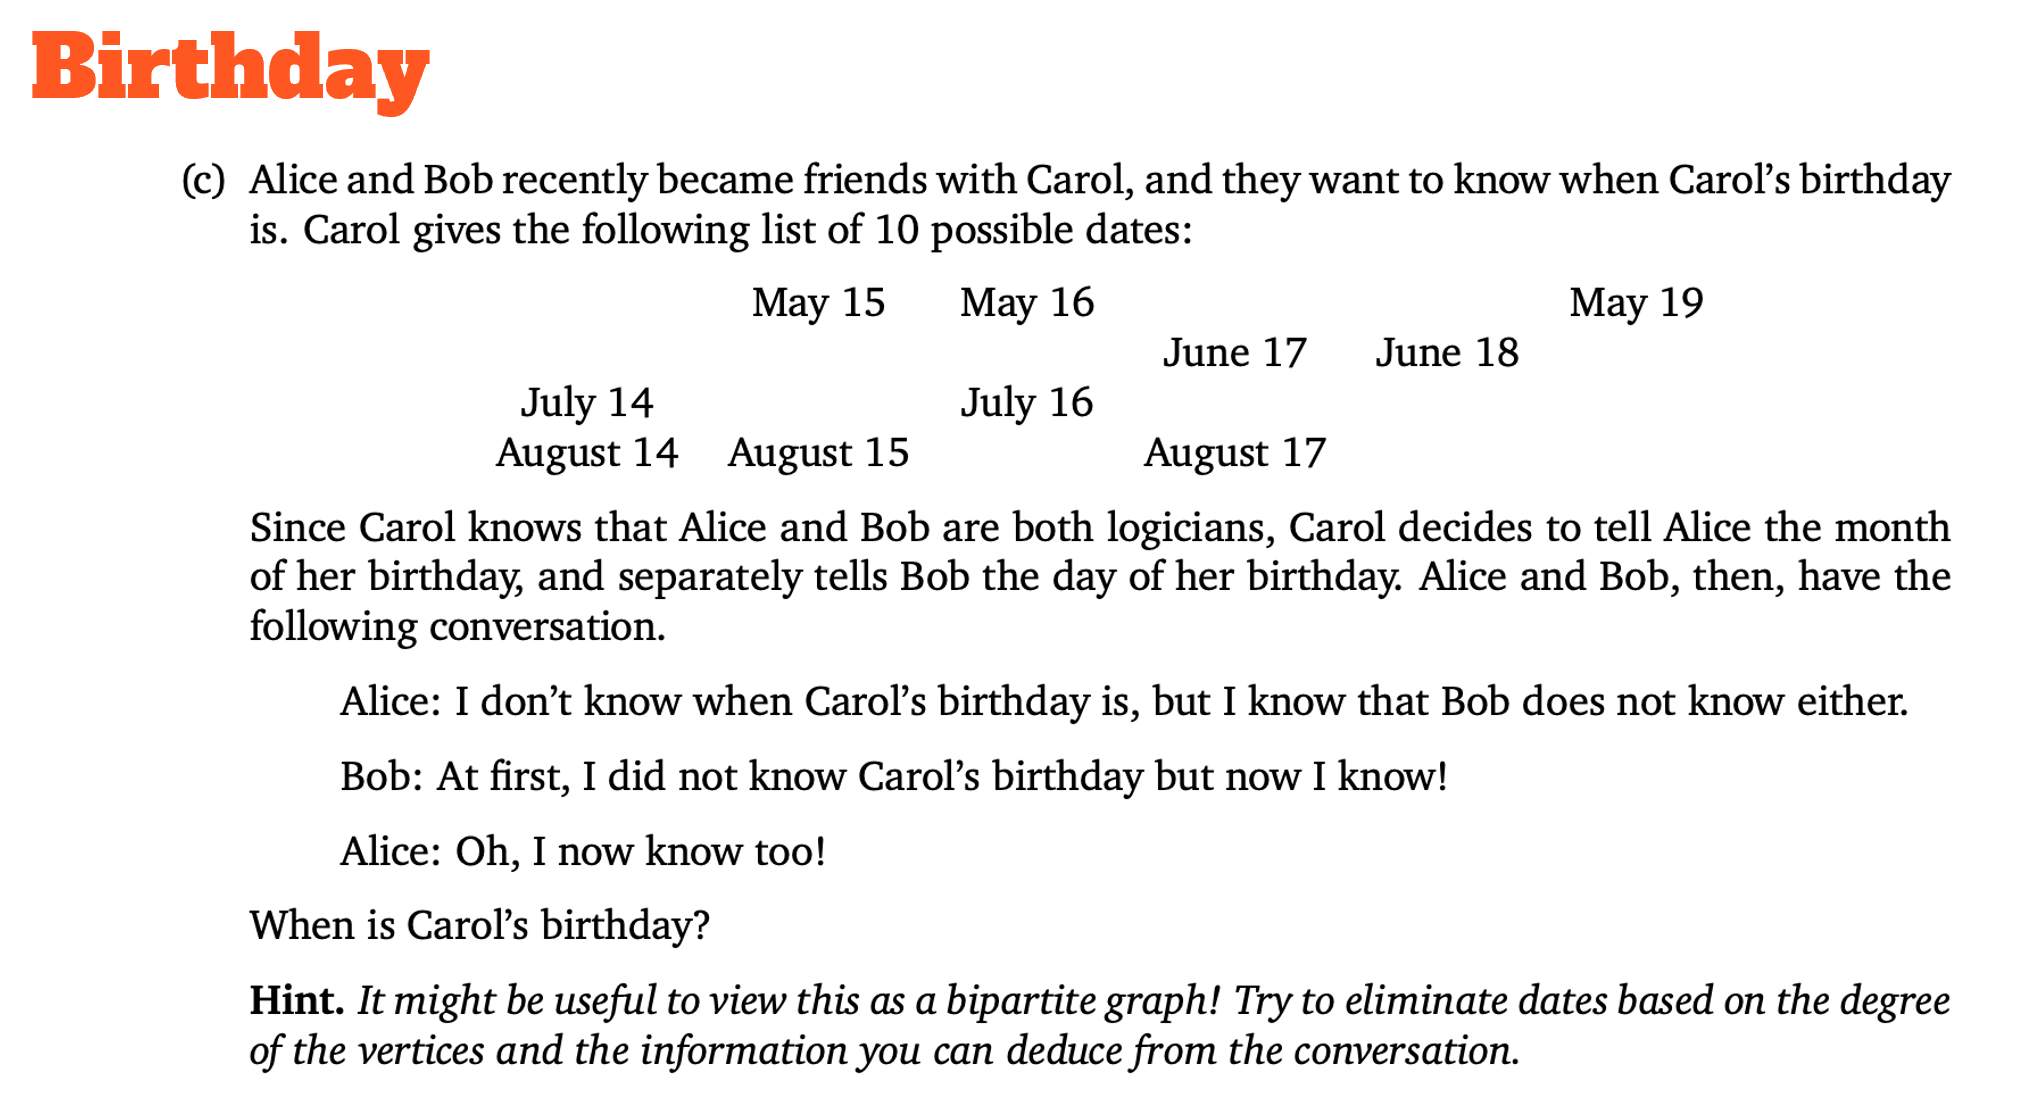 Birthday
(c) Alice and Bob recently became friends with Carol, and they want to know when Carol’s birthday
is. Carol gives the following list of 10 possible dates:
May 15 May 16 May 19
June 17 June 18
July 14 July 16
August 14 August 15 August 17
Since Carol knows that Alice and Bob are both logicians, Carol decides to tell Alice the month
of her birthday, and separately tells Bob the day of her birthday. Alice and Bob, then, have the
following conversation.
Alice: I don’t know when Carol’s birthday is, but I know that Bob does not know either.
Bob: At first, I did not know Carol’s birthday but now I know!
Alice: Oh, I now know too!
When is Carol’s birthday?
Hint. It might be useful to view this as a bipartite graph! Try to eliminate dates based on the degree
of the vertices and the information you can deduce from the conversation.